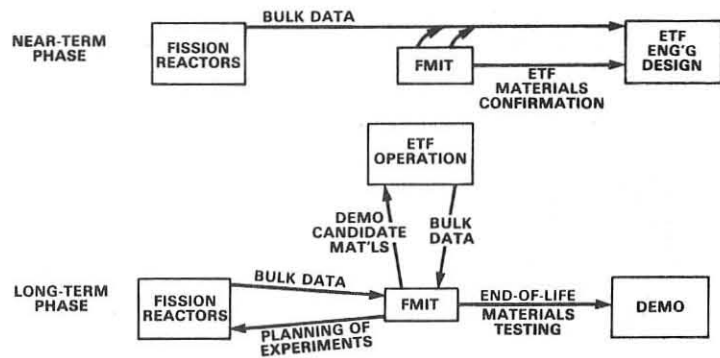 NEAR-TERM
PHASE
FISSION
REACTORS
BULK DATA
FMIT
ETF
MATERIALS
CONFIRMATION
ETF
ENG'G
DESIGN
ETF
OPERATION
DEMO
CANDIDATE
MAT'LS
BULK
DATA
LONG-TERM
PHASE
FISSION
REACTORS
BULK DATA
PLANNING OF
EXPERIMENTS
FMIT
END-OF-LIFE
MATERIALS
TESTING
DEMO